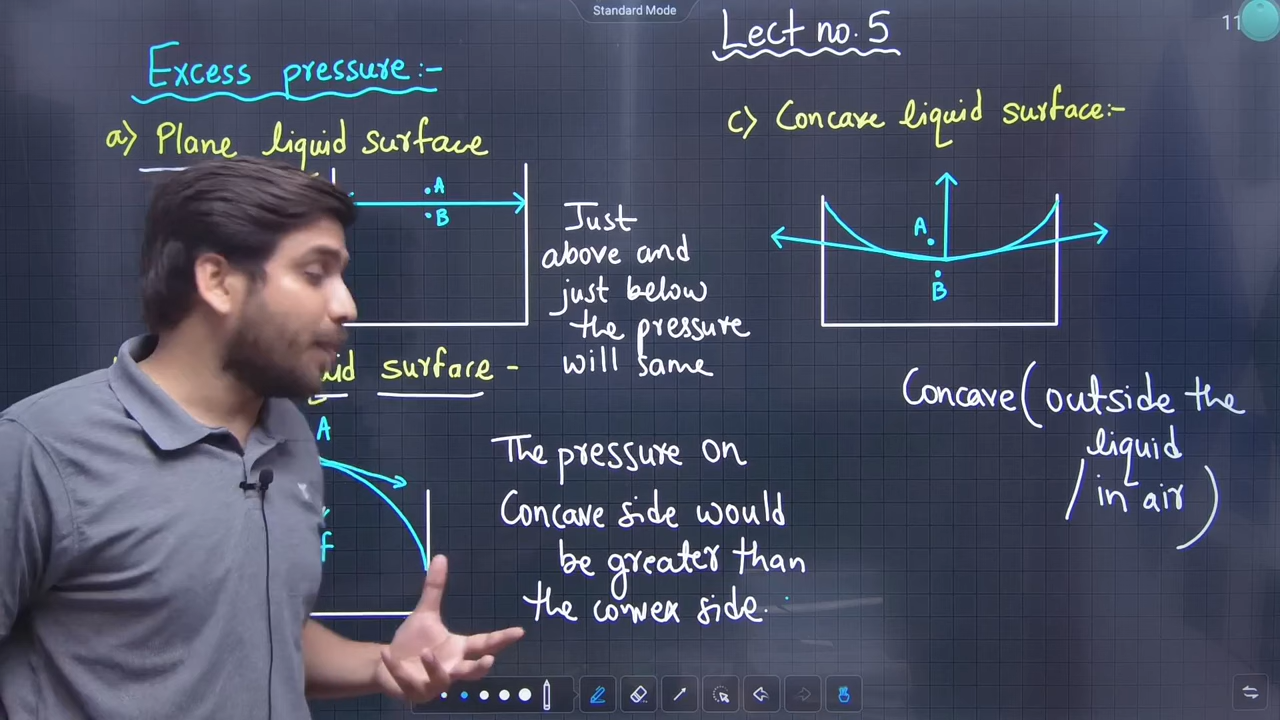 Standard Mode
Lect no. 5
11
Excess pressure:-
a) Plane liquid surface
A
B
Just
above and
just below
the pressure
will same
surface -
A
f
The pressure on
Concave side would
be greater than
the convex side.
c) Concave liquid surface:-
A
B
Concave (outside the
liquid
/ in air)